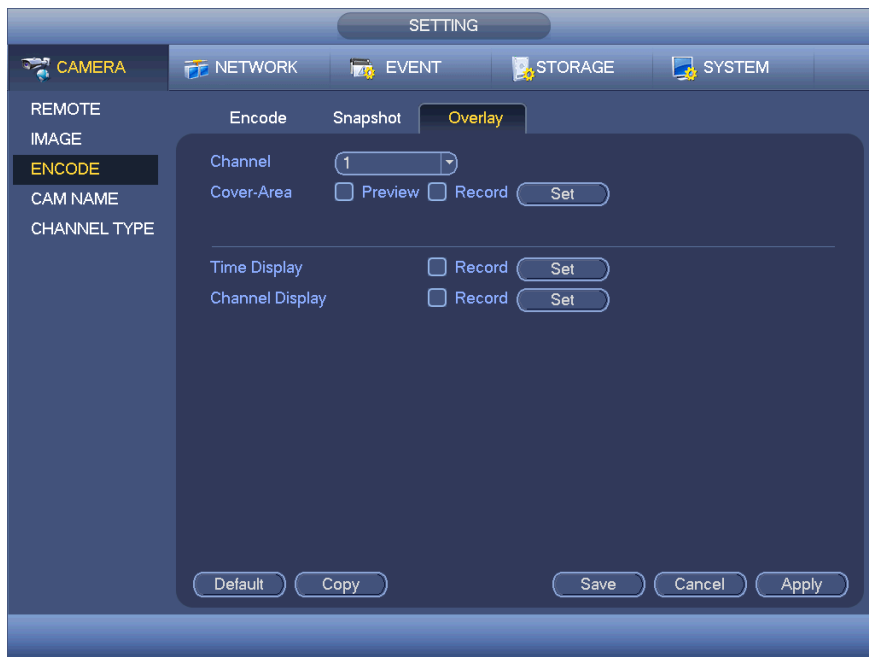 SETTING
CAMERA NETWORK EVENT STORAGE SYSTEM
REMOTE
IMAGE
ENCODE
CAM NAME
CHANNEL TYPE
Encode Snapshot Overlay
Channel 1
Cover-Area Preview Record Set
Time Display Record Set
Channel Display Record Set
Default Copy Save Cancel Apply